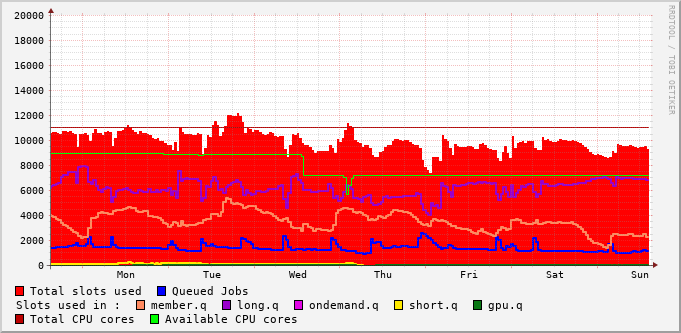 RRDTOOL / TOBI OETIKER
20000
18000
16000
14000
12000
10000
8000
6000
4000
2000
0
Mon Tue Wed Thu Fri Sat Sun
Total slots used Queued Jobs
Slots used in : member.q long.q ondemand.q short.q gpu.q
Total CPU cores Available CPU cores